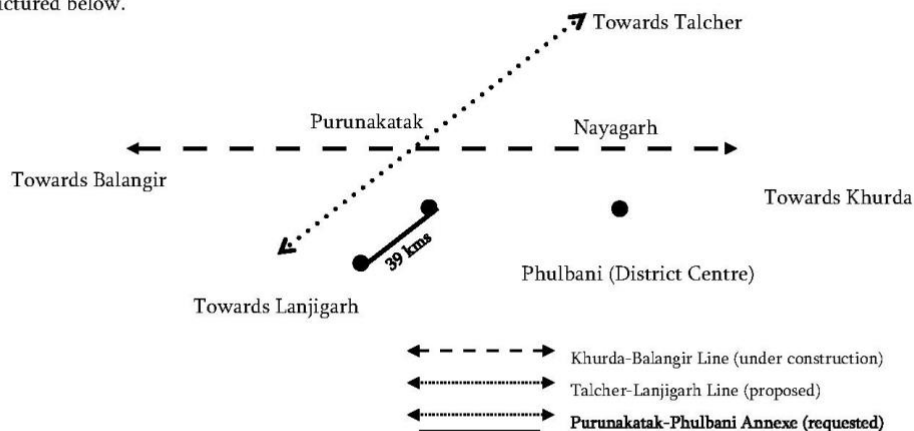 ictured below.
Towards Talcher
Purunakatak
Nayagarh
Towards Balangir
Towards Khurda
39 kms
Phulbani (District Centre)
Towards Lanjigarh
Khurda-Balangir Line (under construction)
Talcher-Lanjigarh Line (proposed)
Purunakatak-Phulbani Annexe (requested)